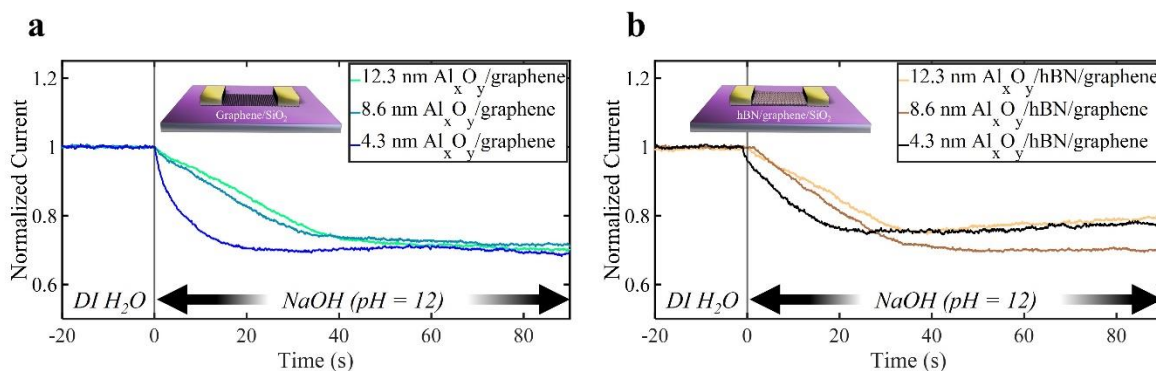 a
1.2
1
0.8
0.6
-20
0
20
40
60
80
Normalized Current
Time (s)
12.3 nm AlxOy/graphene
8.6 nm AlxOy/graphene
4.3 nm AlxOy/graphene
Graphene/SiO2
DI H2O
NaOH (pH = 12)
b
1.2
1
0.8
0.6
-20
0
20
40
60
80
Normalized Current
Time (s)
12.3 nm AlxOy/hBN/graphene
8.6 nm AlxOy/hBN/graphene
4.3 nm AlxOy/hBN/graphene
hBN/graphene/SiO2
DI H2O
NaOH (pH = 12)